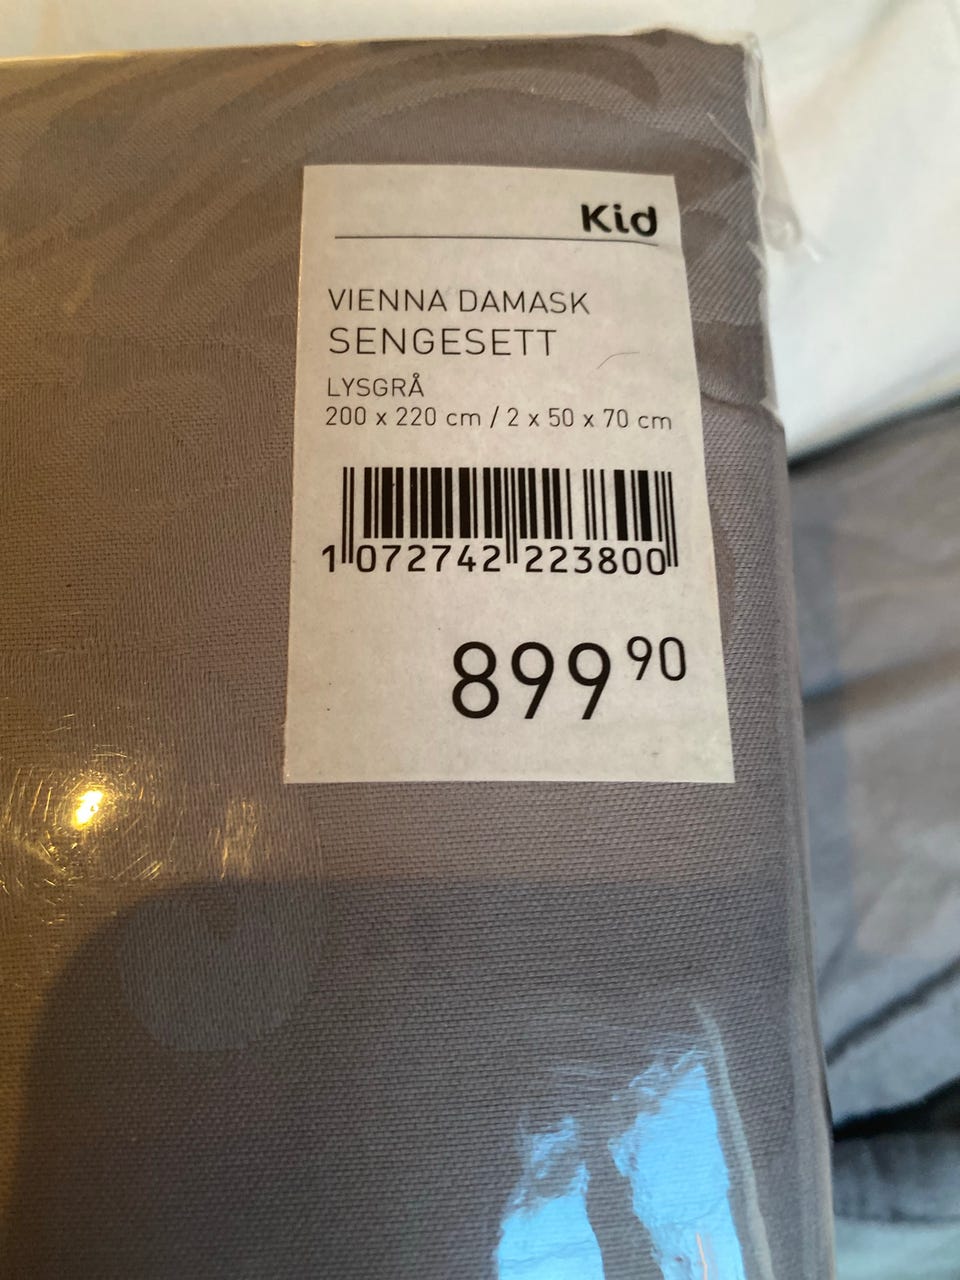 Kid
VIENNA DAMASK
SENGESETT
LYSGRÅ
200 x 220 cm / 2 x 50 x 70 cm
1 072742 223800
899 90